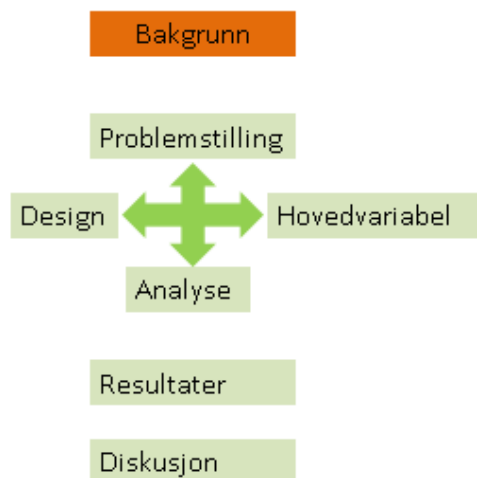 Bakgrunn
Problemstilling
Design
Hovedvariabel
Analyse
Resultater
Diskusjon